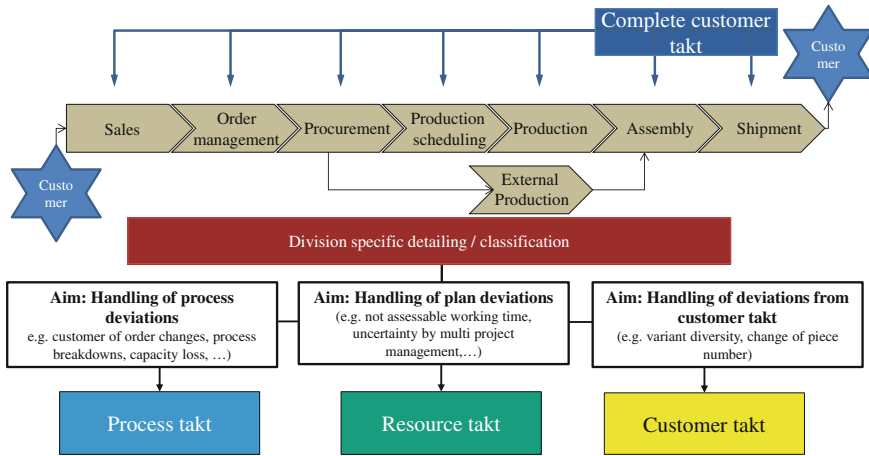 Complete customer
takt
Custo
mer
Sales
Order
management
Procurement
Production
scheduling
Production
Assembly
Shipment
Custo
mer
External
Production
Division specific detailing / classification
Aim: Handling of process
deviations
e.g. customer of order changes, process
breakdowns, capacity loss, …)
Aim: Handling of plan deviations
(e.g. not assessable working time,
uncertainty by multi project
management,…)
Aim: Handling of deviations from
customer takt
(e.g. variant diversity, change of piece
number)
Process takt
Resource takt
Customer takt